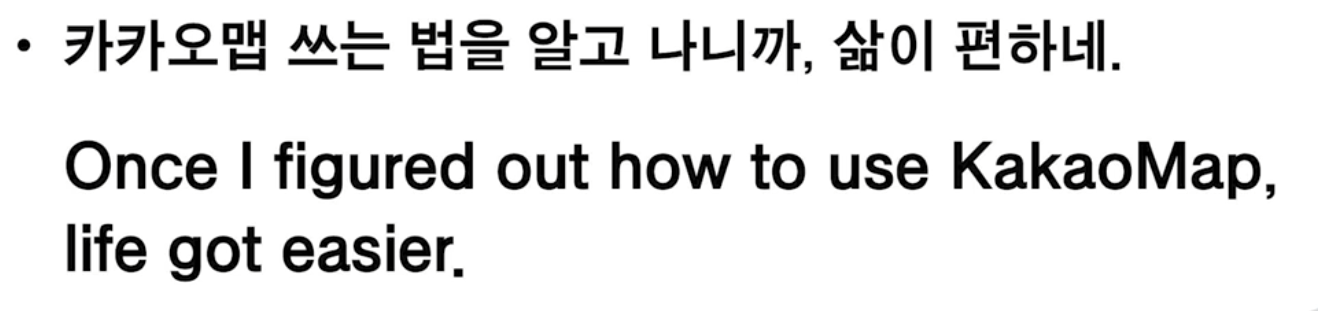 • 카카오맵 쓰는 법을 알고 나니까, 삶이 편하네.
Once I figured out how to use KakaoMap,
life got easier.